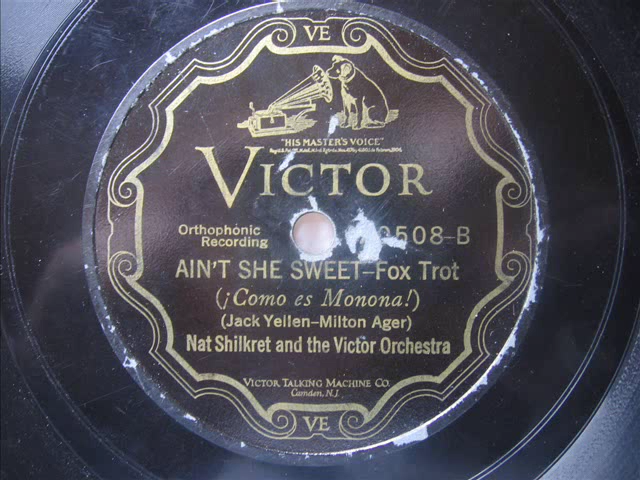 VE
"HIS MASTER'S VOICE"
VICTOR
Orthophonic
Recording
508-B
AIN'T SHE SWEET-Fox Trot
(¡Como es Monona!)
(Jack Yellen-Milton Ager)
Nat Shilkret and the Victor Orchestra
VICTOR TALKING MACHINE CO.
Camden, N.J.
VE